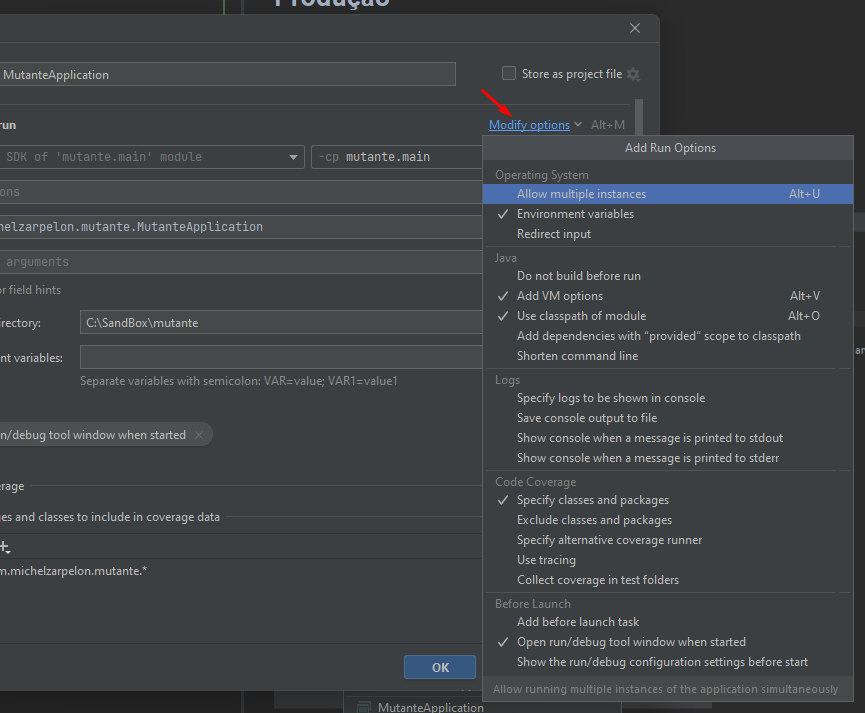 Produção
MutanteApplication
Store as project file
run
Modify options
Alt+M
SDK of 'mutante.main' module
-cp mutante.main
Add Run Options
Operating System
Allow multiple instances Alt+U
Environment variables
Redirect input
Java
Do not build before run
Add VM options Alt+V
Use classpath of module Alt+O
Add dependencies with “provided” scope to classpath
Shorten command line
Logs
Specify logs to be shown in console
Save console output to file
Show console when a message is printed to stdout
Show console when a message is printed to stderr
Code Coverage
Specify classes and packages
Exclude classes and packages
Specify alternative coverage runner
Use tracing
Collect coverage in test folders
Before Launch
Add before launch task
Open run/debug tool window when started
Show the run/debug configuration settings before start
Allow running multiple instances of the application simultaneously
ons
helzarpelon.mutante.MutanteApplication
arguments
or field hints
irectory:
C:\SandBox\mutante
nt variables:
Separate variables with semicolon: VAR=value; VAR1=value1
n/debug tool window when started
erage
es and classes to include in coverage data
m.michelzarpelon.mutante.*
OK
MutanteApplication
ar